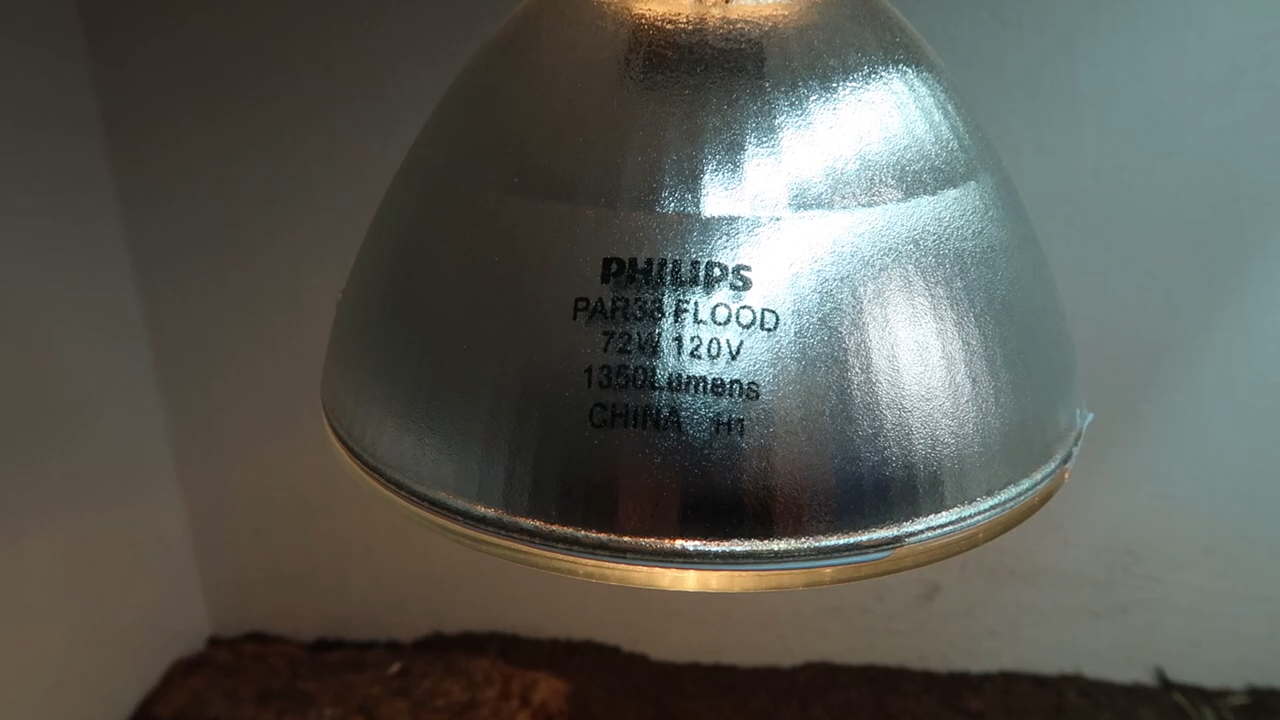 PHILIPS
PAR38 FLOOD
72W 120V
1350Lumens
CHINA H1